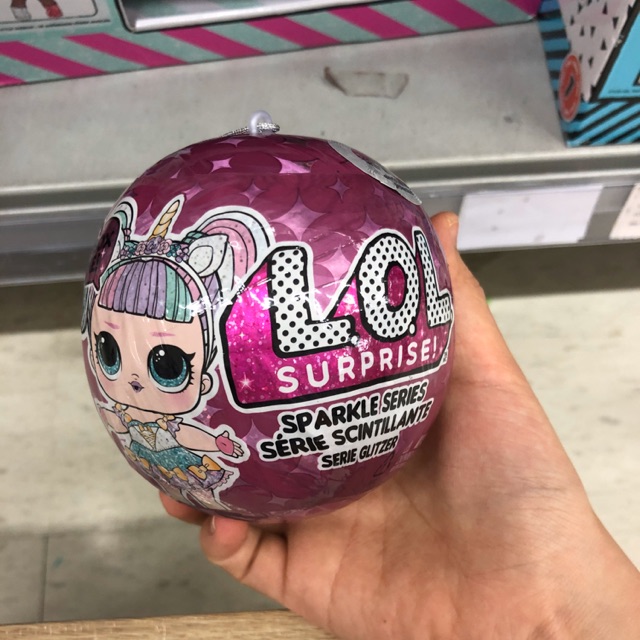 L.O.L.
SURPRISE!
SPARKLE SERIES
SÉRIE SCINTILLANTE
SERIE GLITZER